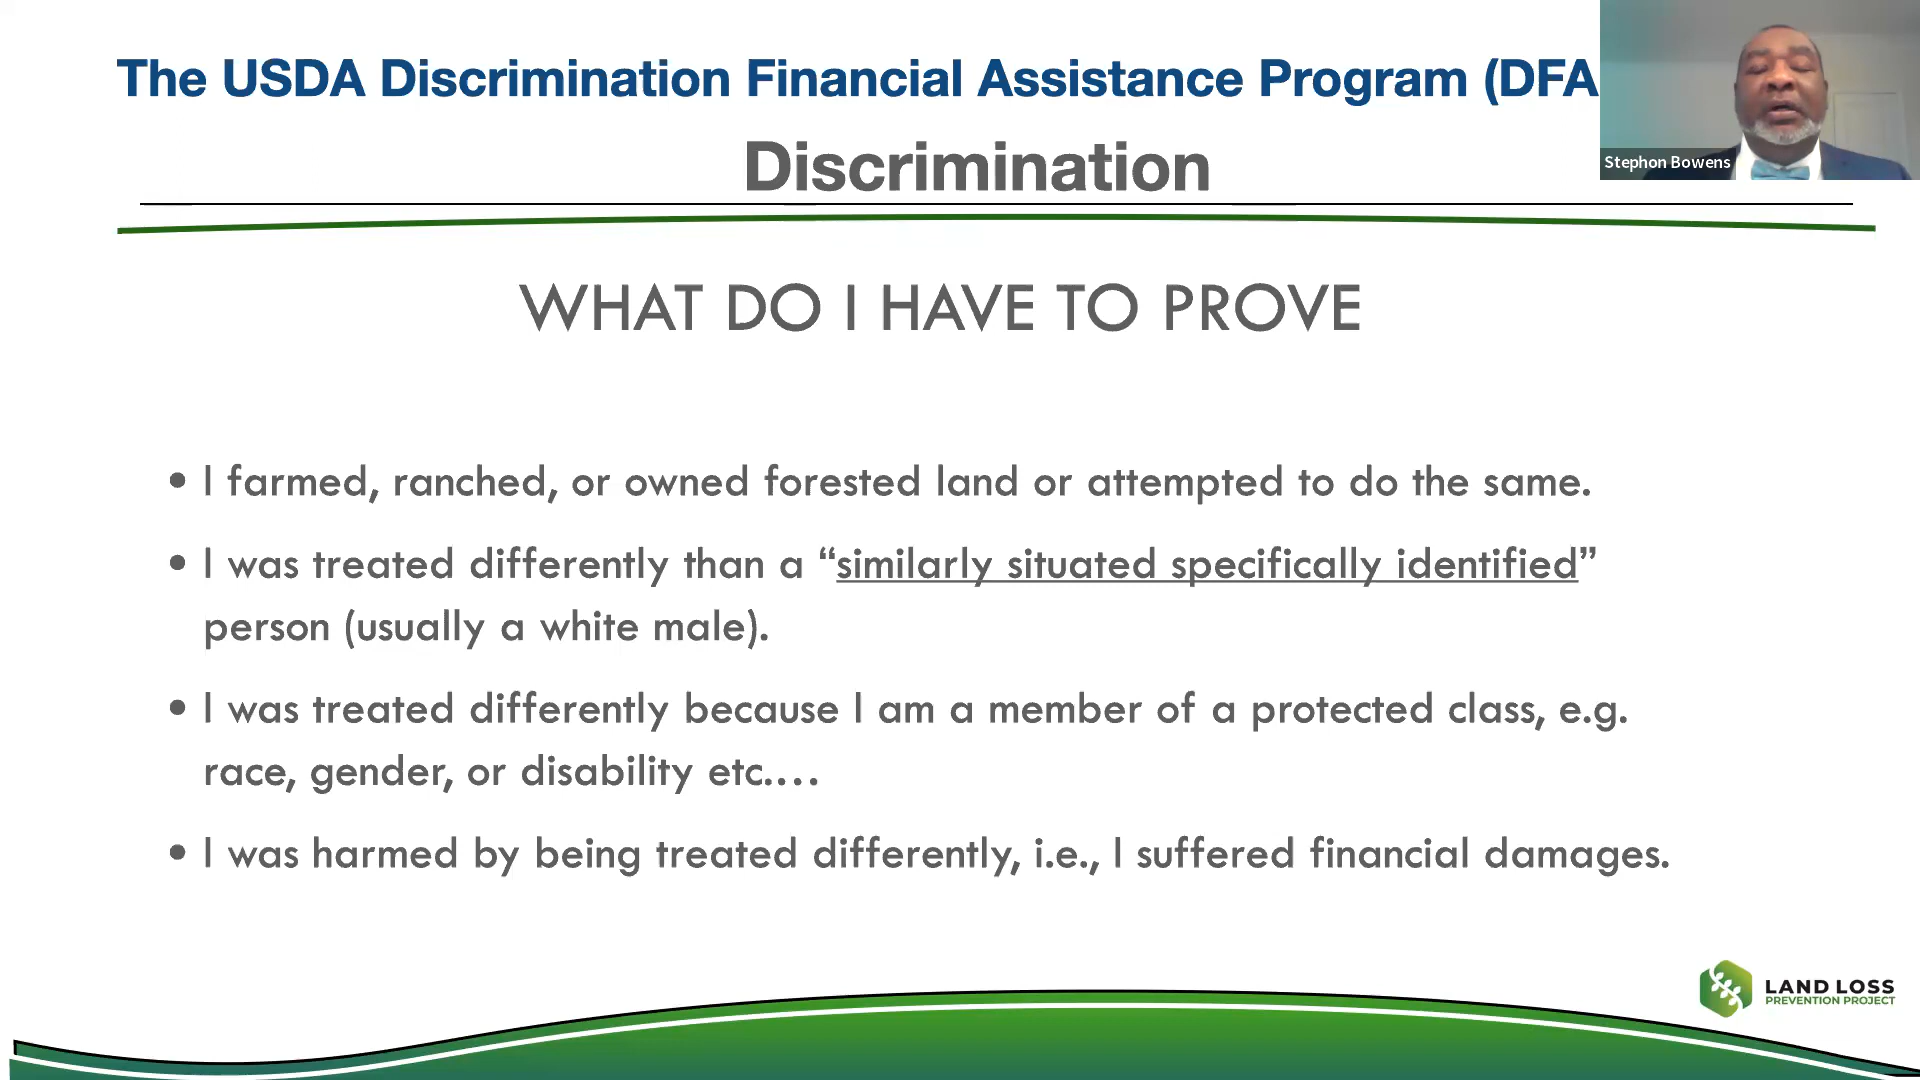 The USDA Discrimination Financial Assistance Program (DFA
Stephon Bowens
Discrimination
WHAT DO I HAVE TO PROVE
• I farmed, ranched, or owned forested land or attempted to do the same.
• I was treated differently than a “similarly situated specifically identified”
person (usually a white male).
• I was treated differently because I am a member of a protected class, e.g.
race, gender, or disability etc.…
• I was harmed by being treated differently, i.e., I suffered financial damages.
LAND LOSS
PREVENTION PROJECT